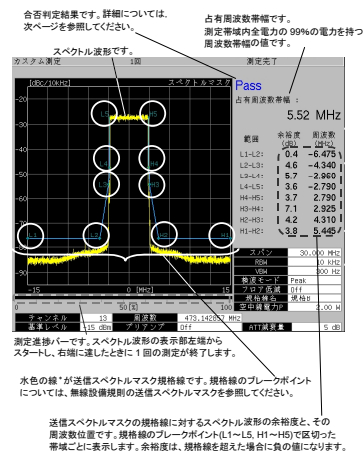 合否判定結果です。詳細については、
次ページを参照してください。
占有周波数帯幅です。
測定帯域内全電力の 99%の電力を持つ
周波数帯幅の値です。
スペクトル波形です。
カスタム測定 1回 測定完了
[dBc/10kHz] スペクトルマスク
Pass
占有周波数帯幅 :
5.52 MHz
範囲 余裕度 周波数
(dB) (MHz)
L1-L2: 0.4 -6.475
L2-L3: 4.6 -4.340
L3-L4: 5.7 -2.960
L4-L5: 3.6 -2.790
H4-H5: 3.7 2.790
H3-H4: 7.1 2.925
H2-H3: 4.2 4.310
H1-H2: 3.8 5.445
-20
-30
-40
-50
-60
-70
-80
-90
L5 H5
L4 H4
L3 H3
L1 L2 H2 H1
-15 0 [MHz] 15
0 50 [%] 100
スパン 30.000 MHz
RBW 10 kHz
VBW 300 Hz
検波モード Peak
フロア低減 Off
規格線名 規格B
空中線電力P 2.00 W
チャンネル 13 周波数 473.142857 MHz
基準レベル -15 dBm プリアンプ Off ATT減衰量 5 dB
測定進捗バーです。スペクトル波形の表示部左端から
スタートし、右端に達したときに 1 回の測定が終了します。
水色の線*が送信スペクトルマスク規格線です。規格線のブレークポイント
については、無線設備規則の送信スペクトルマスクを参照してください。
送信スペクトルマスクの規格線に対するスペクトル波形の余裕度と、その
周波数位置です。規格線のブレークポイント(L1～L5, H1～H5)で区切った
帯域ごとに表示します。余裕度は、規格線を超えた場合に負の値になります。